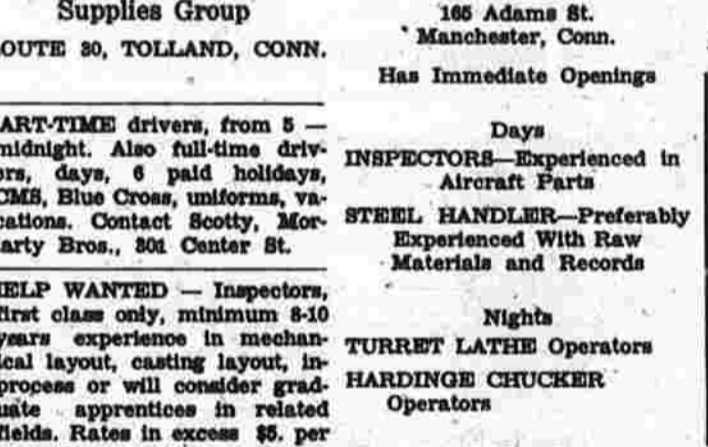 Supplies Group
OUTE 30, TOLLAND, CONN.
ART-TIME drivers, from 5 —
midnight. Also full-time driv-
ers, days, 6 paid holidays,
CMS, Blue Cross, uniforms, va-
cations. Contact Scotty, Mor-
arty Bros., 301 Center St.
HELP WANTED — Inspectors,
first class only, minimum 8-10
years experience in mechan-
ical layout, casting layout, in-
process or will consider grad-
uate apprentices in related
fields. Rates in excess $5. per
165 Adams St.
Manchester, Conn.
Has Immediate Openings
Days
INSPECTORS—Experienced in
Aircraft Parts
STEEL HANDLER—Preferably
Experienced With Raw
Materials and Records
Nights
TURRET LATHE Operators
HARDINGE CHUCKER
Operators